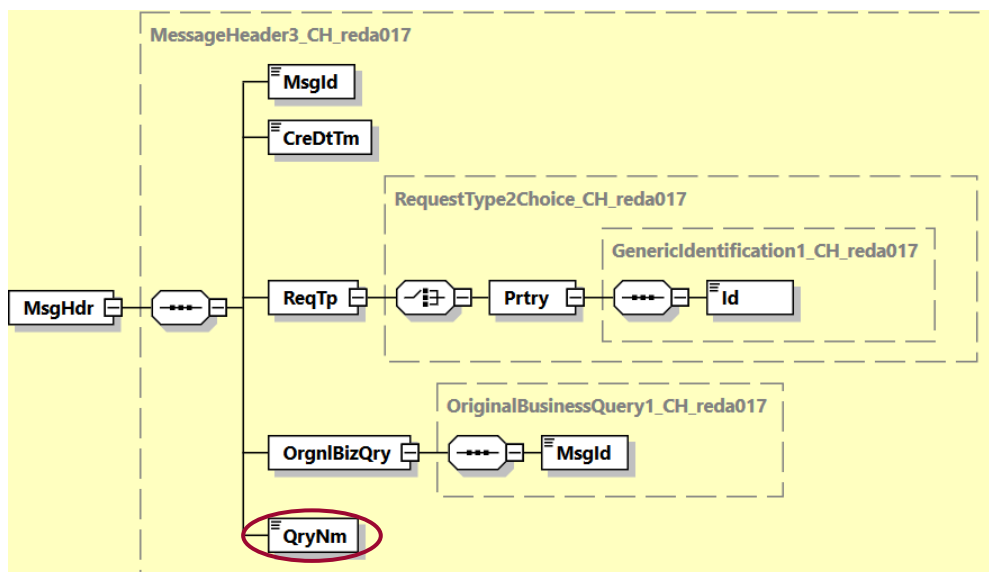 MessageHeader3_CH_reda017
MsgId
CreDtTm
RequestType2Choice_CH_reda017
GenericIdentification1_CH_reda017
MsgHdr
ReqTp
Prtry
Id
OriginalBusinessQuery1_CH_reda017
OrgnlBizQry
MsgId
QryNm